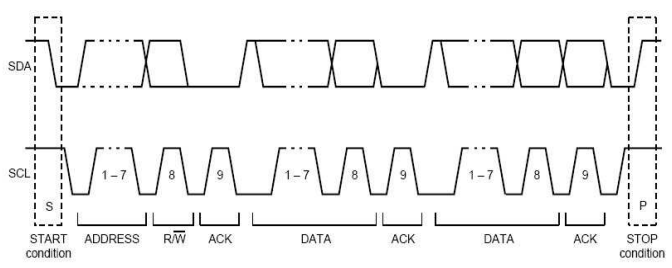 SDA
SCL
1 – 7 8 9 1 – 7 8 9 1 – 7 8 9
S P
START condition ADDRESS R/W̅ ACK DATA ACK DATA ACK STOP condition